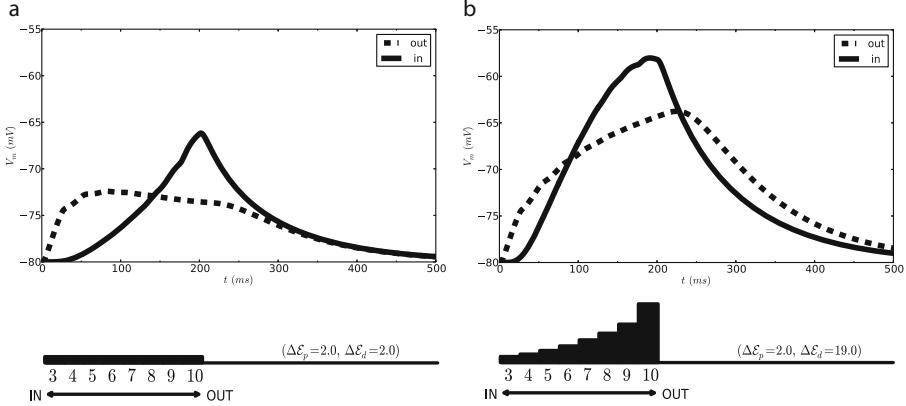 a
−55
−60
−65
−70
−75
−80
0
100
200
300
400
500
V_m (mV)
t (ms)
out
in
(Δℰ_p=2.0, Δℰ_d=2.0)
3 4 5 6 7 8 9 10
IN OUT
b
−55
−60
−65
−70
−75
−80
0
100
200
300
400
500
V_m (mV)
t (ms)
out
in
(Δℰ_p=2.0, Δℰ_d=19.0)
3 4 5 6 7 8 9 10
IN OUT